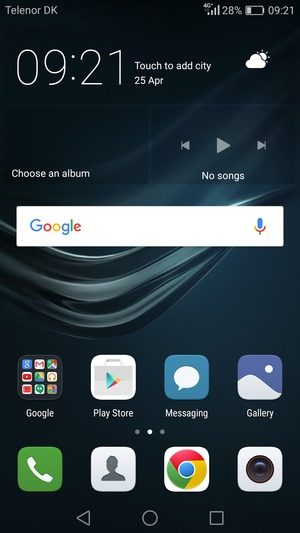 Telenor DK
4G+ 28% 09:21
09:21
Touch to add city
25 Apr
Choose an album
No songs
Google
Google
Play Store
Messaging
Gallery